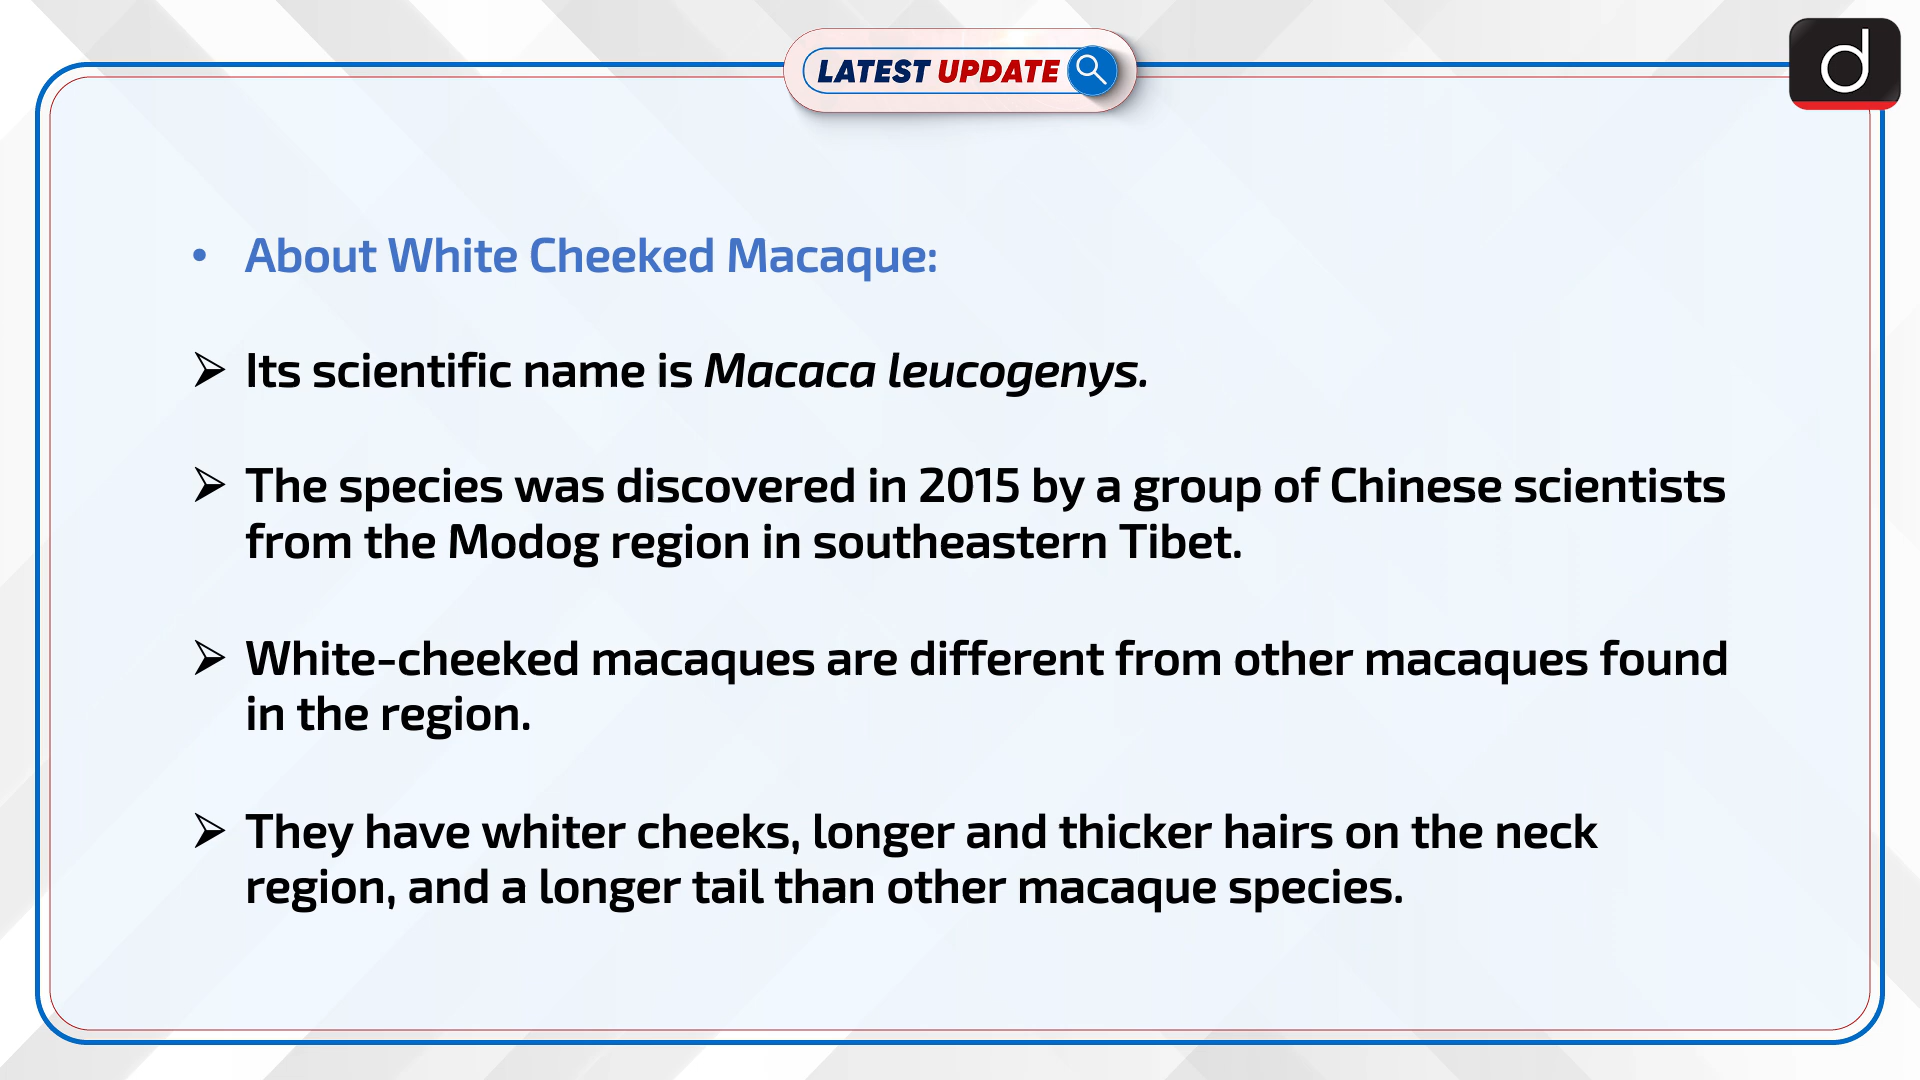 LATEST UPDATE
d
• About White Cheeked Macaque:
➢ Its scientific name is Macaca leucogenys.
➢ The species was discovered in 2015 by a group of Chinese scientists
from the Modog region in southeastern Tibet.
➢ White-cheeked macaques are different from other macaques found
in the region.
➢ They have whiter cheeks, longer and thicker hairs on the neck
region, and a longer tail than other macaque species.